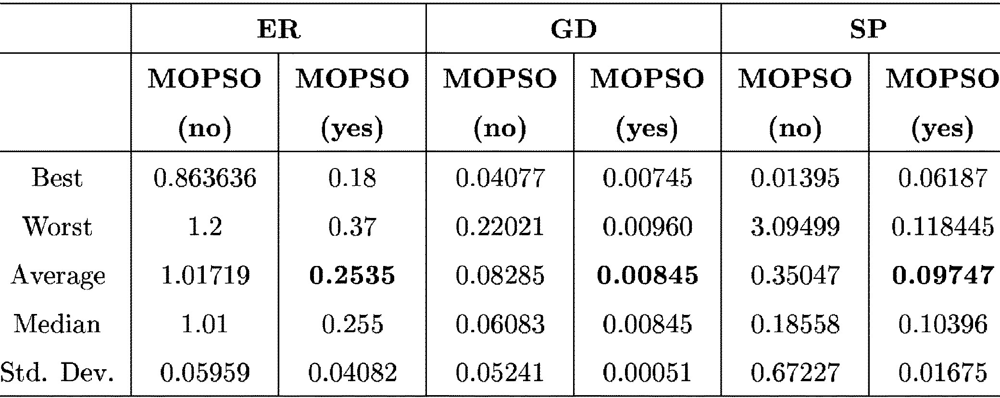 ER GD SP
MOPSO MOPSO MOPSO MOPSO MOPSO MOPSO
(no) (yes) (no) (yes) (no) (yes)
Best 0.863636 0.18 0.04077 0.00745 0.01395 0.06187
Worst 1.2 0.37 0.22021 0.00960 3.09499 0.118445
Average 1.01719 0.2535 0.08285 0.00845 0.35047 0.09747
Median 1.01 0.255 0.06083 0.00845 0.18558 0.10396
Std. Dev. 0.05959 0.04082 0.05241 0.00051 0.67227 0.01675